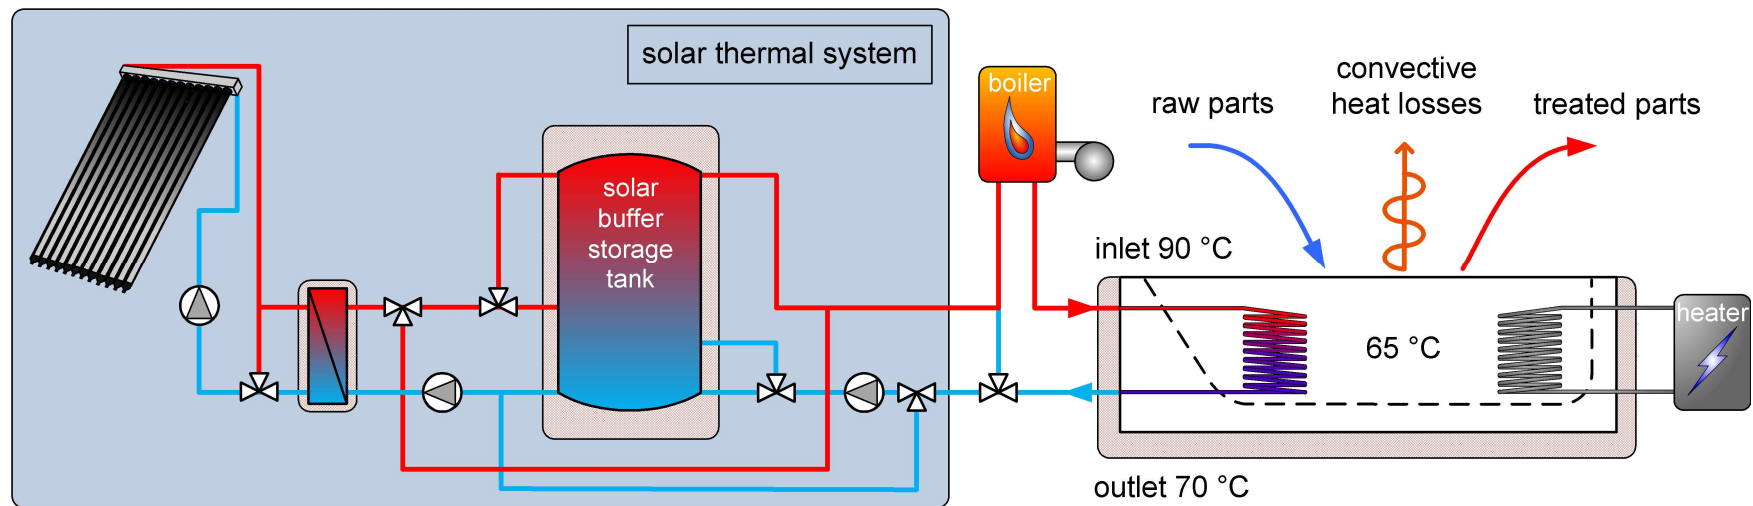 solar thermal system
boiler
raw parts
convective
heat losses
treated parts
solar
buffer
storage
tank
inlet 90 °C
65 °C
heater
outlet 70 °C